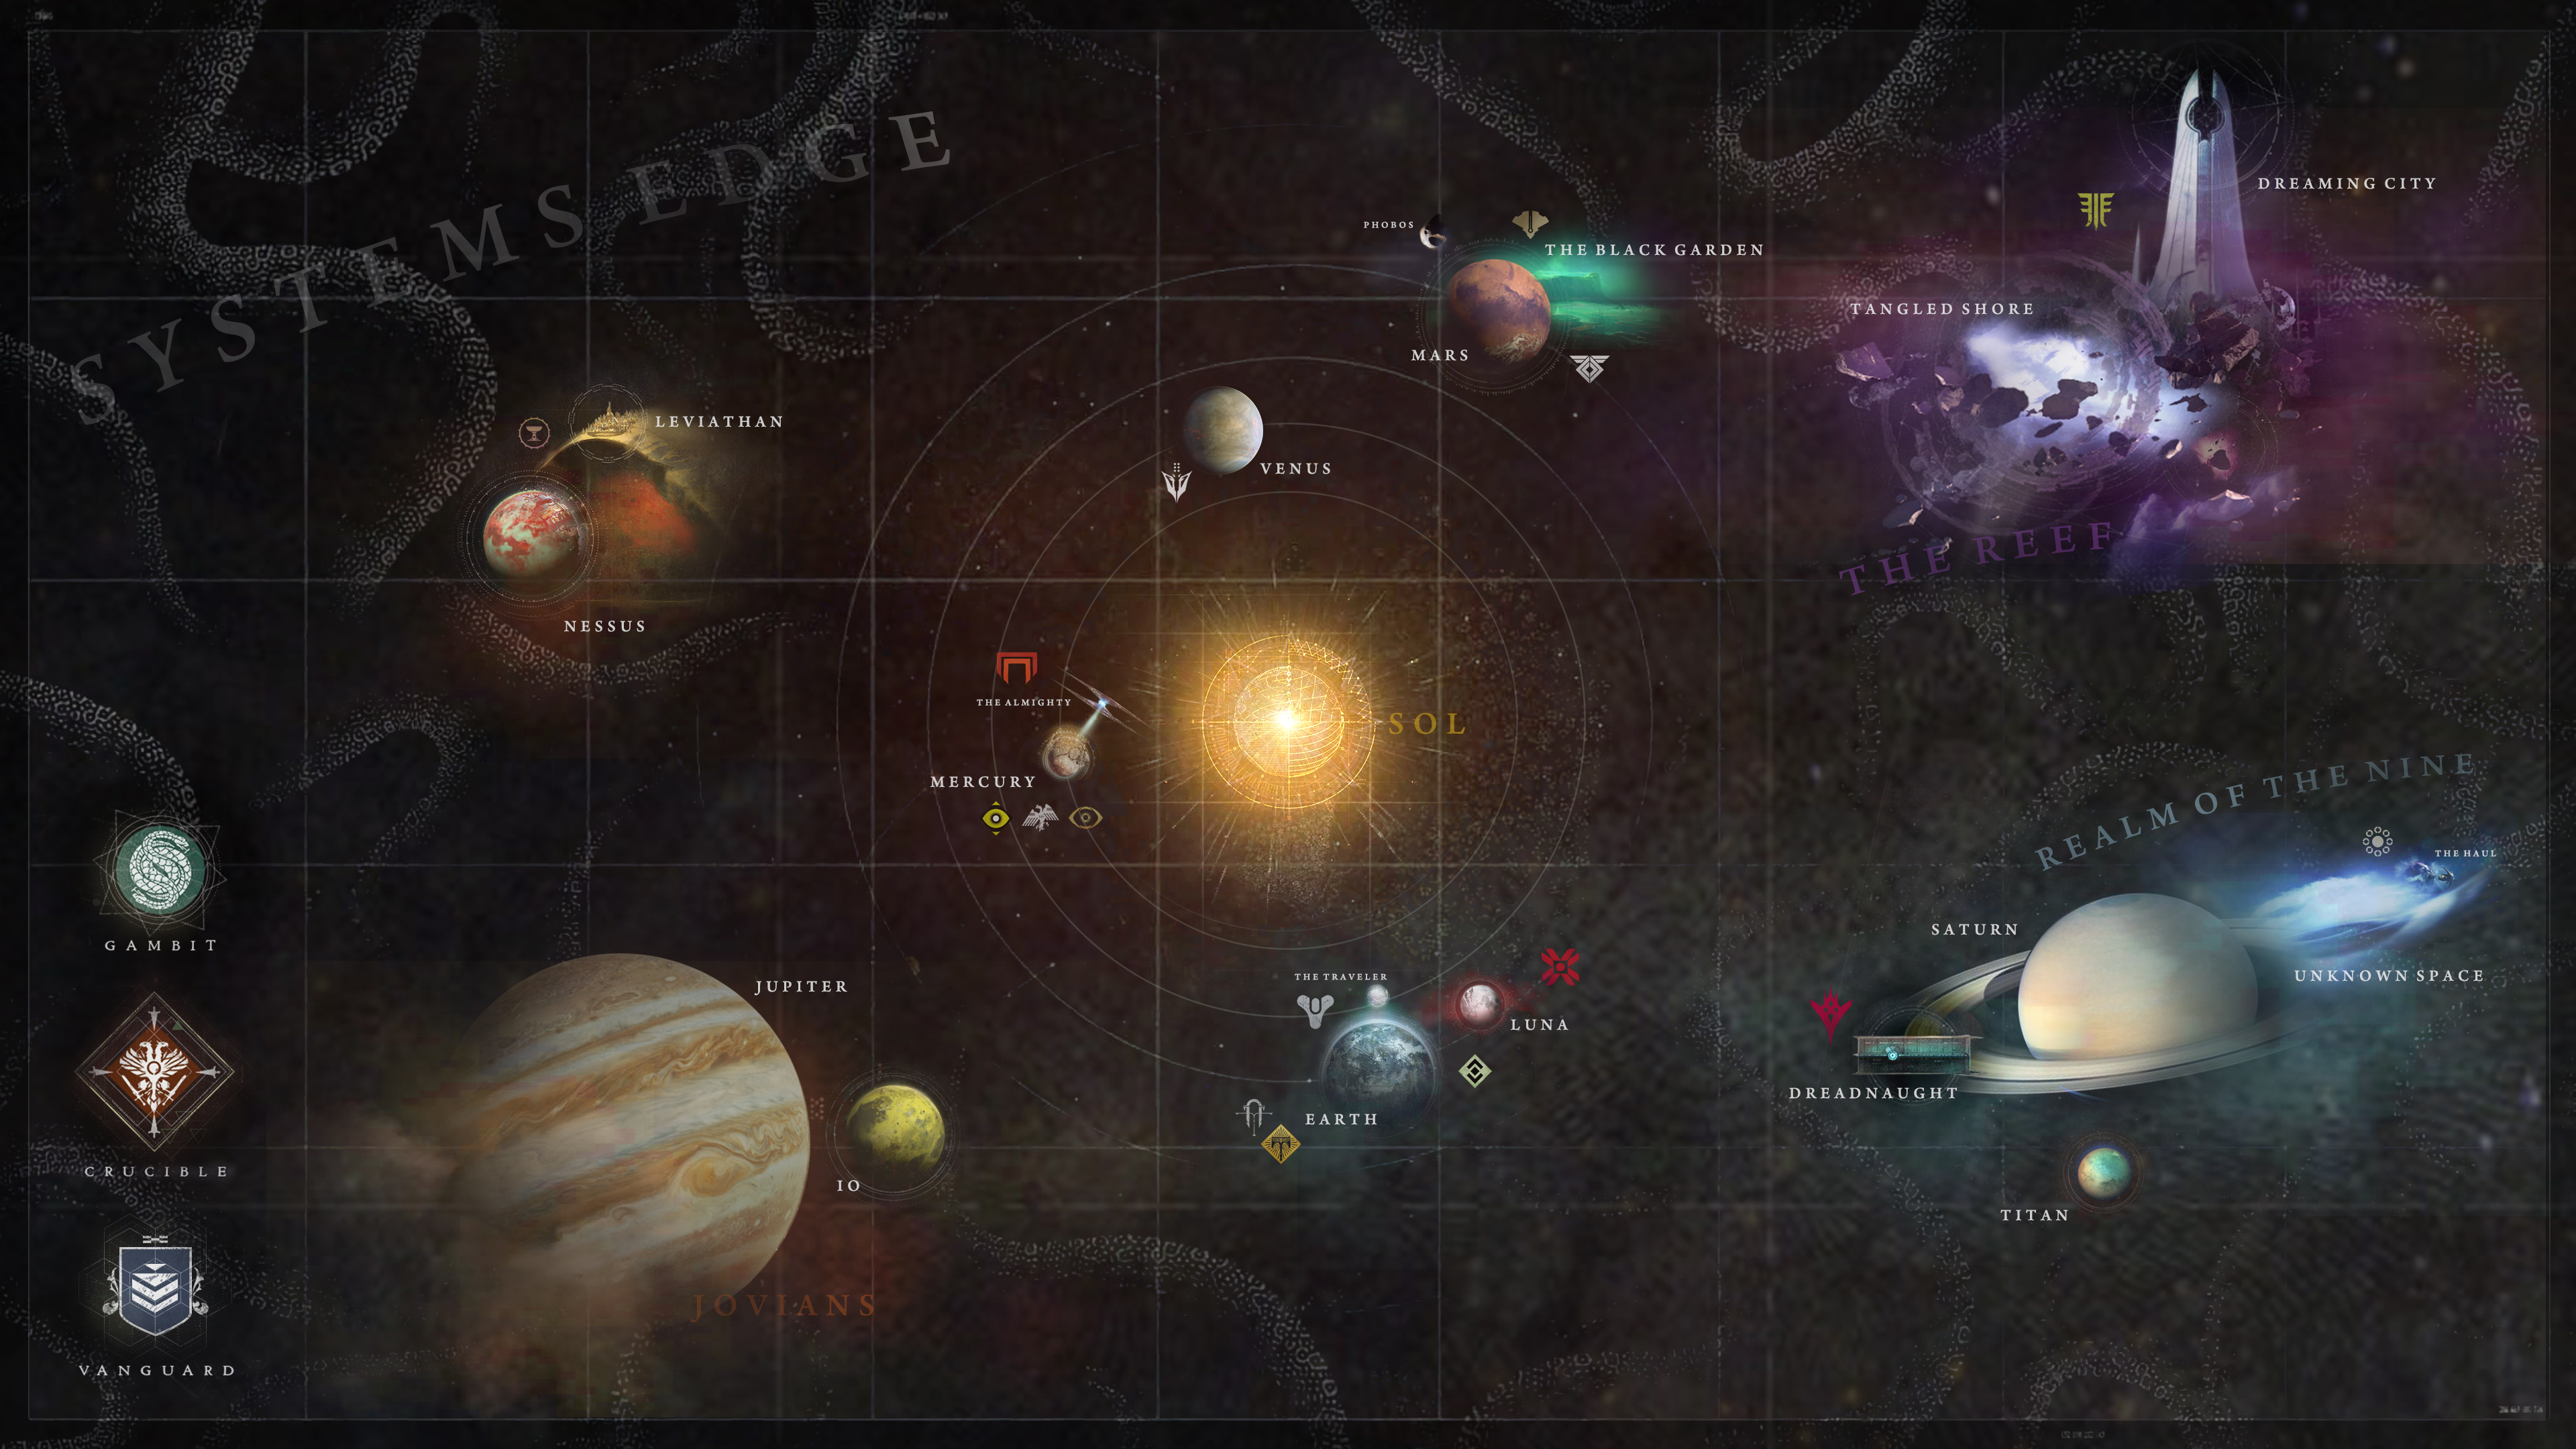 SYSTEMS EDGE
DREAMING CITY
PHOBOS
THE BLACK GARDEN
TANGLED SHORE
MARS
LEVIATHAN
VENUS
THE REEF
NESSUS
THE ALMIGHTY
SOL
MERCURY
REALM OF THE NINE
THE HAUL
SATURN
GAMBIT
UNKNOWN SPACE
THE TRAVELER
JUPITER
LUNA
DREADNAUGHT
EARTH
CRUCIBLE
IO
TITAN
JOVIANS
VANGUARD